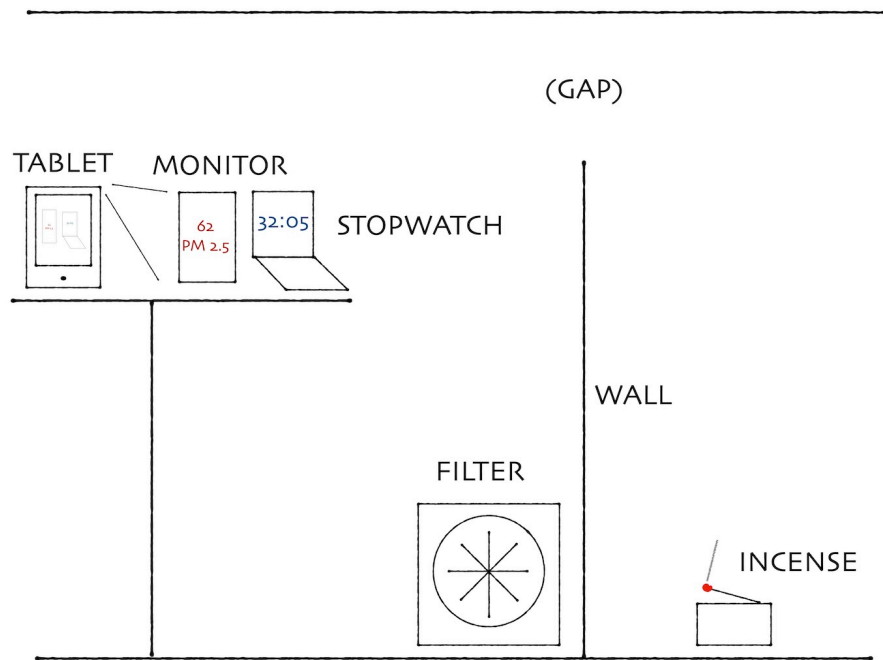 (GAP)
TABLET
MONITOR
62
PM 2.5
32:05
STOPWATCH
WALL
FILTER
INCENSE